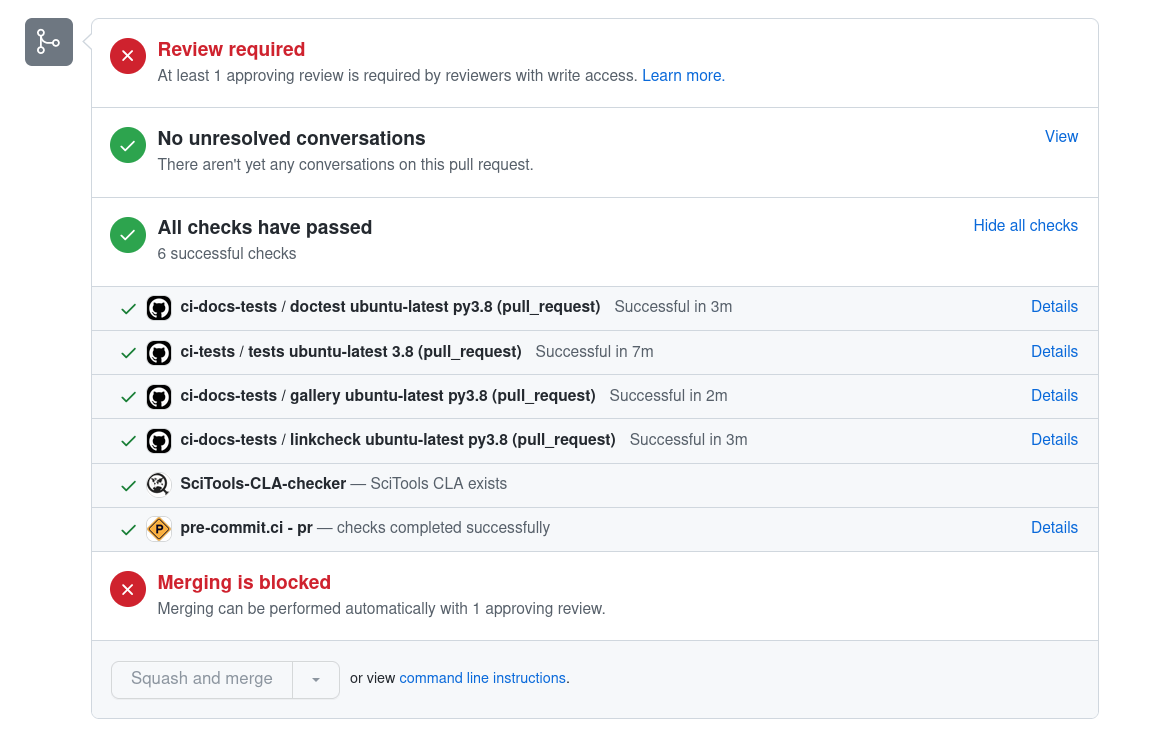 Review required
At least 1 approving review is required by reviewers with write access. Learn more.
No unresolved conversations
View
There aren't yet any conversations on this pull request.
All checks have passed
Hide all checks
6 successful checks
ci-docs-tests / doctest ubuntu-latest py3.8 (pull_request) Successful in 3m Details
ci-tests / tests ubuntu-latest 3.8 (pull_request) Successful in 7m Details
ci-docs-tests / gallery ubuntu-latest py3.8 (pull_request) Successful in 2m Details
ci-docs-tests / linkcheck ubuntu-latest py3.8 (pull_request) Successful in 3m Details
SciTools-CLA-checker — SciTools CLA exists
P pre-commit.ci - pr — checks completed successfully Details
Merging is blocked
Merging can be performed automatically with 1 approving review.
Squash and merge or view command line instructions.